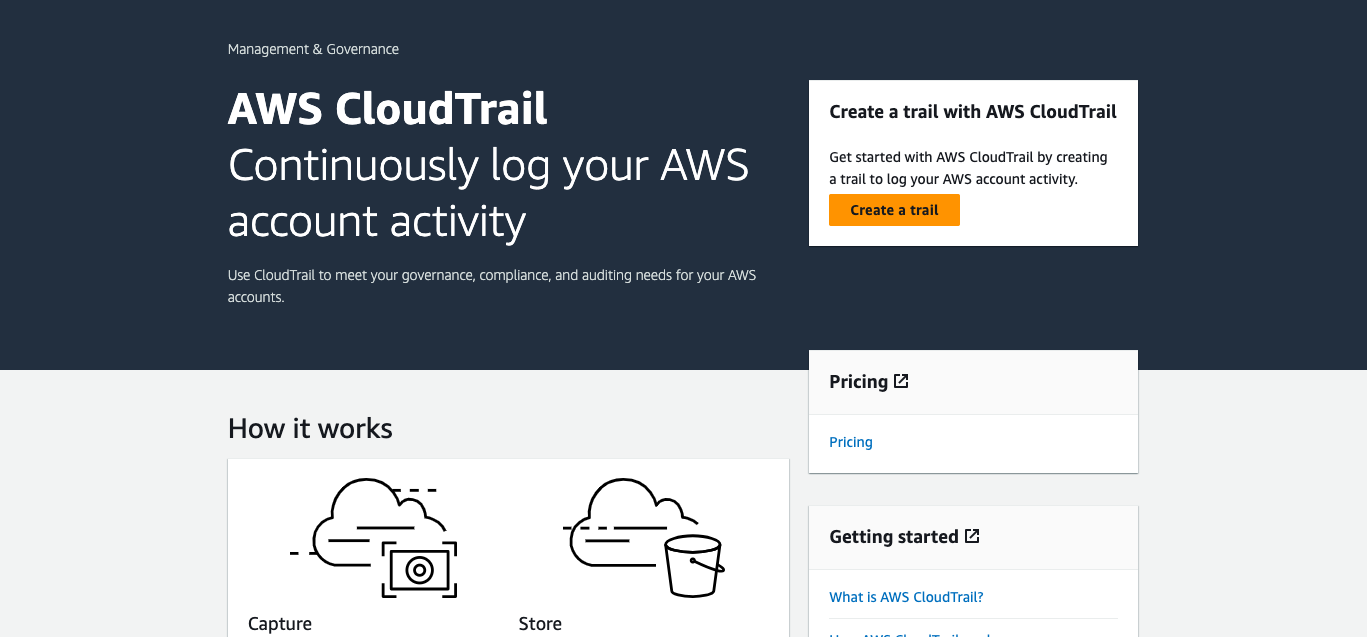 Management & Governance
AWS CloudTrail
Continuously log your AWS
account activity
Use CloudTrail to meet your governance, compliance, and auditing needs for your AWS
accounts.
Create a trail with AWS CloudTrail
Get started with AWS CloudTrail by creating
a trail to log your AWS account activity.
Create a trail
How it works
Capture
Store
Pricing
Pricing
Getting started
What is AWS CloudTrail?
AWS CloudTrail